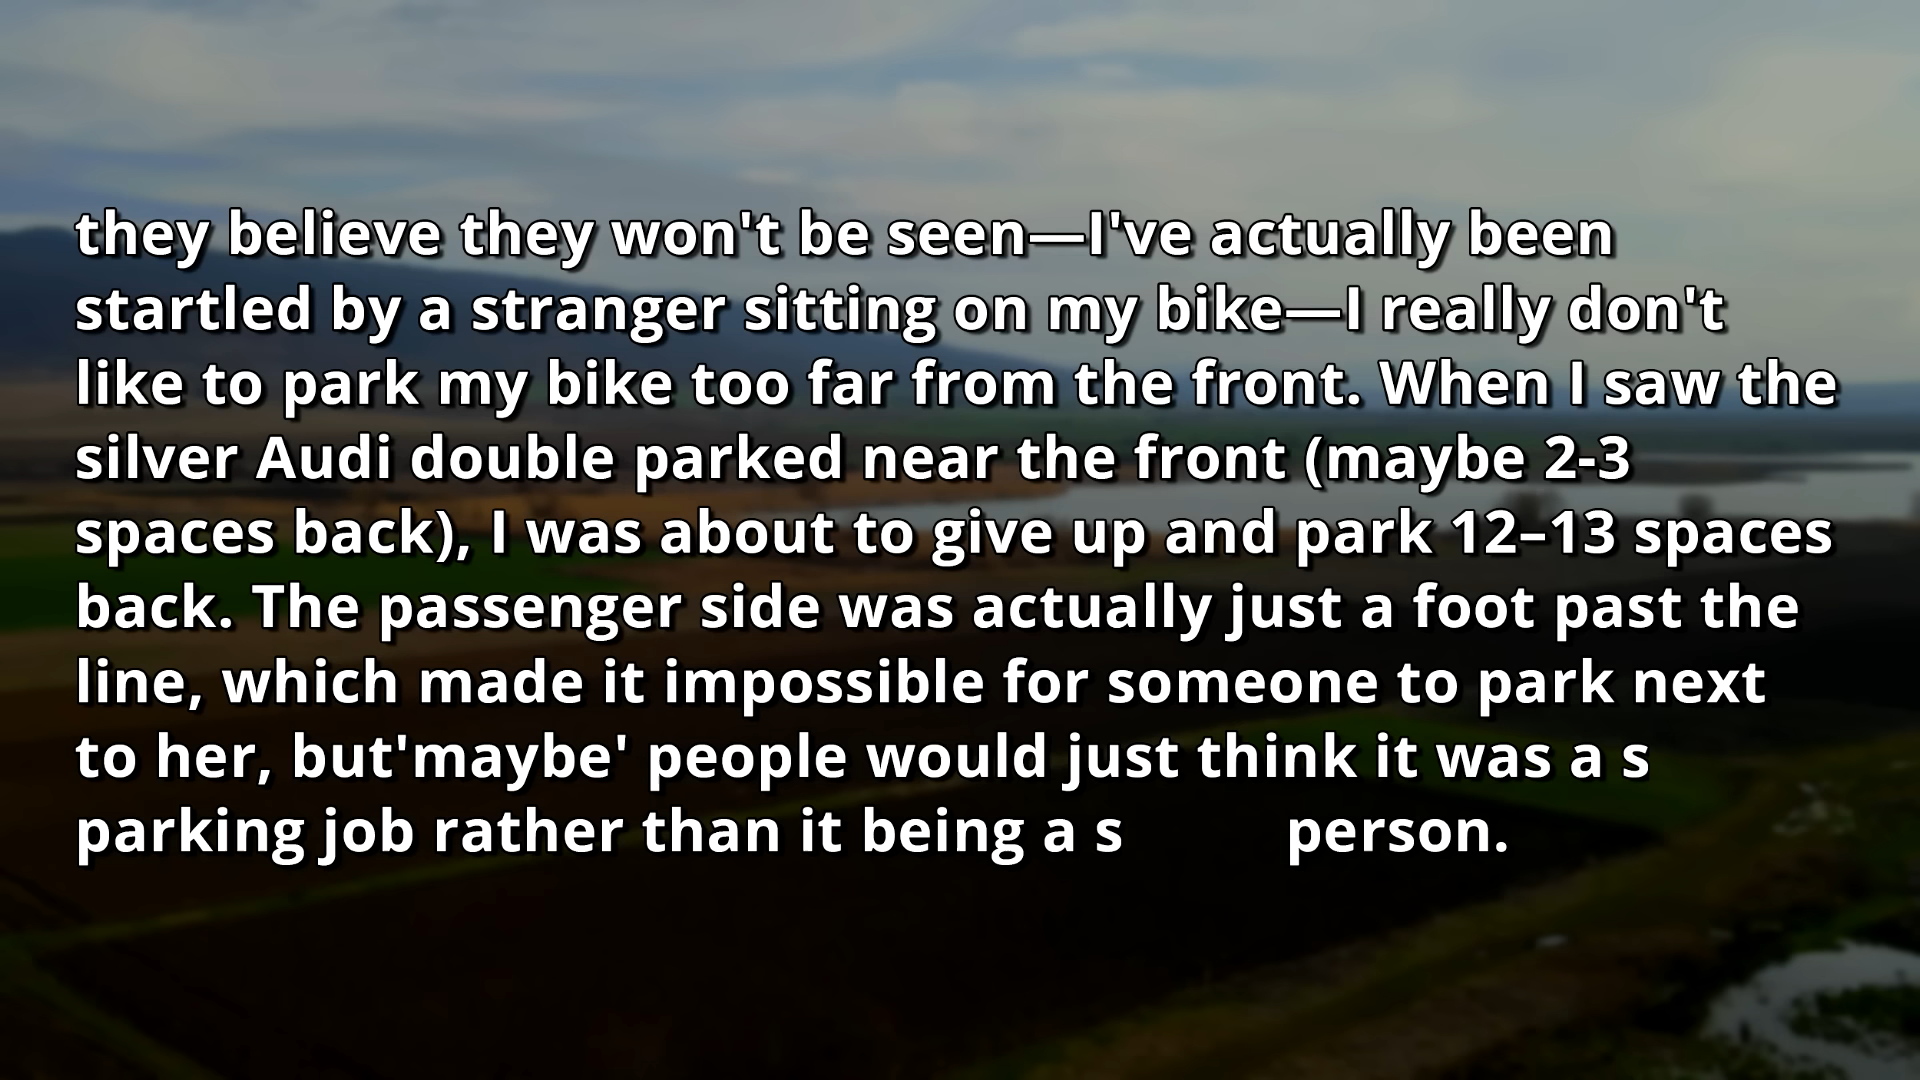 they believe they won't be seen—I've actually been
startled by a stranger sitting on my bike—I really don't
like to park my bike too far from the front. When I saw the
silver Audi double parked near the front (maybe 2-3
spaces back), I was about to give up and park 12–13 spaces
back. The passenger side was actually just a foot past the
line, which made it impossible for someone to park next
to her, but'maybe' people would just think it was a s
parking job rather than it being a s person.